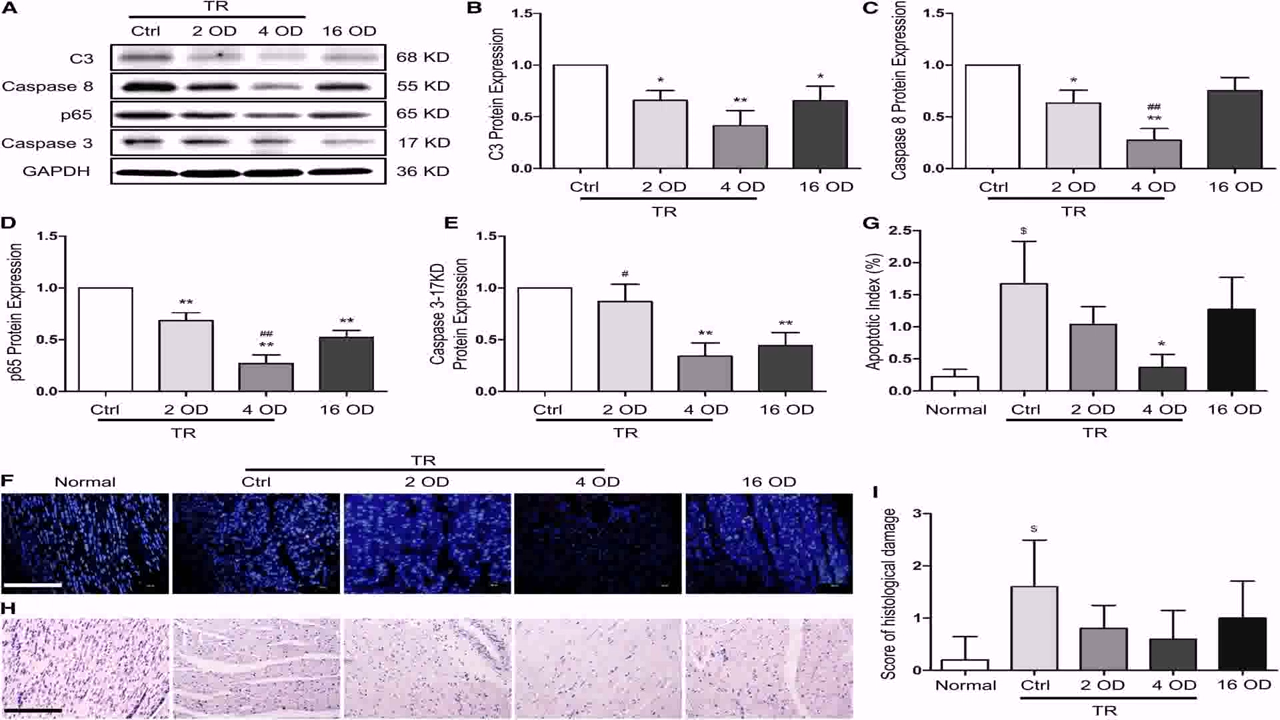 A
TR
Ctrl 2 OD 4 OD 16 OD
C3 68 KD
Caspase 8 55 KD
p65 65 KD
Caspase 3 17 KD
GAPDH 36 KD
B
C3 Protein Expression
1.5
1.0
0.5
0.0
*
**
*
Ctrl 2 OD 4 OD 16 OD
TR
C
Caspase 8 Protein Expression
1.5
1.0
0.5
0.0
*
##
**
Ctrl 2 OD 4 OD 16 OD
TR
D
p65 Protein Expression
1.5
1.0
0.5
0.0
**
##
**
**
Ctrl 2 OD 4 OD 16 OD
TR
E
Caspase 3-17KD
Protein Expression
1.5
1.0
0.5
0.0
#
**
**
Ctrl 2 OD 4 OD 16 OD
TR
G
Apoptotic Index (%)
2.5
2.0
1.5
1.0
0.5
0.0
$
*
Normal Ctrl 2 OD 4 OD 16 OD
TR
F
TR
Normal Ctrl 2 OD 4 OD 16 OD
H
I
Score of histological damage
3
2
1
0
$
Normal Ctrl 2 OD 4 OD 16 OD
TR